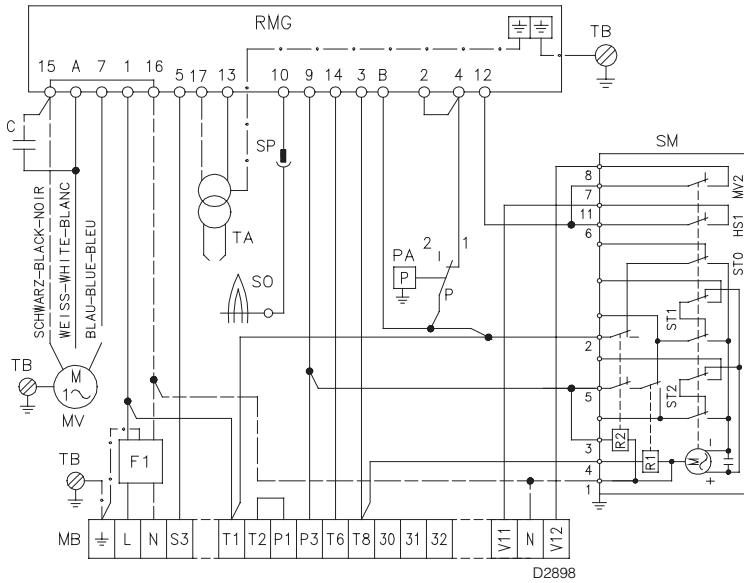 RMG
TB
15 A 7 1 16 5 17 13 10 9 14 3 B 2 4 12
C
SP
SM
8
MV2
7
11
HS1
6
ST0
SCHWARZ-BLACK-NOIR
WEISS-WHITE-BLANC
BLAU-BLUE-BLEU
TA
SO
PA
P
2
1
P
ST1
2
TB
M
1~
MV
5
ST2
3
R2
R1
M
-
+
4
1
TB
F1
MB L N S3 T1 T2 P1 P3 T6 T8 30 31 32 V11 N V12
D2898